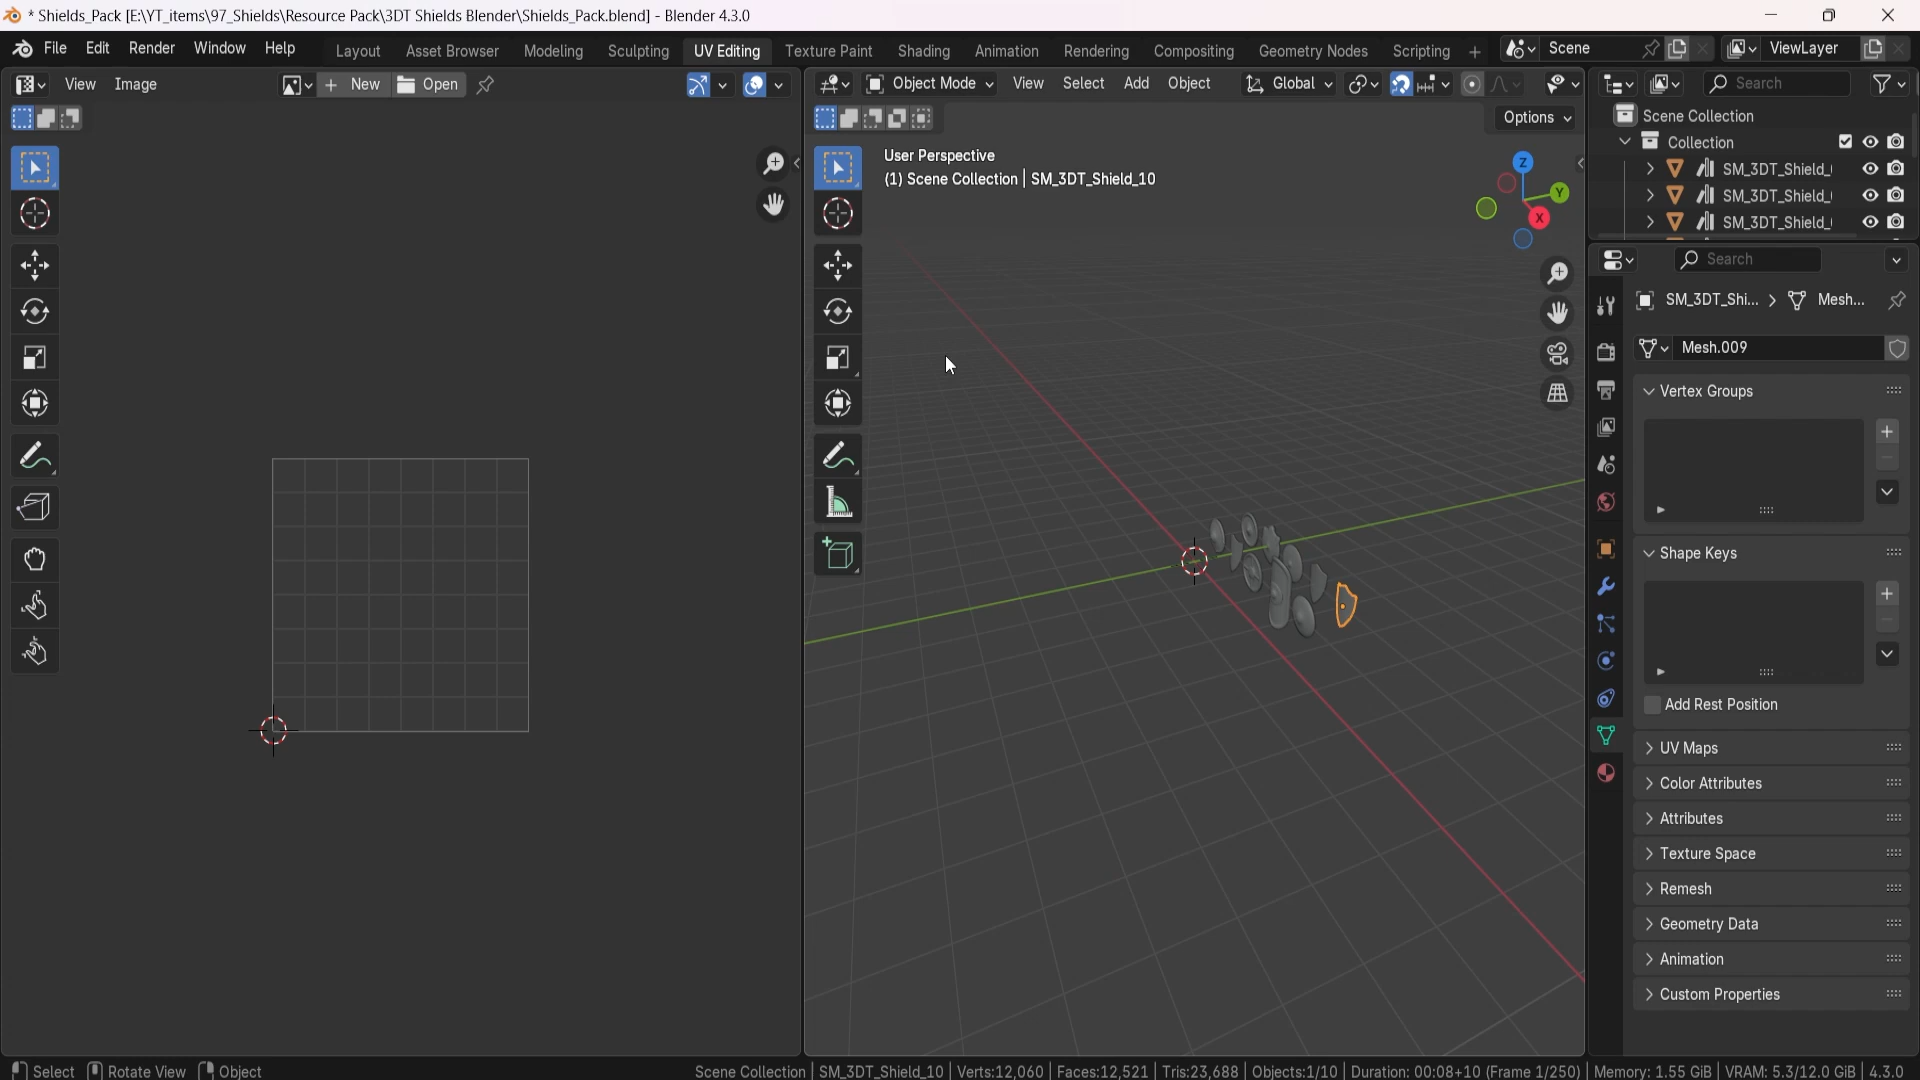 * Shields_Pack [E:\YT_items\97_Shields\Resource Pack\3DT Shields Blender\Shields_Pack.blend] - Blender 4.3.0
File Edit Render Window Help
Layout Asset Browser Modeling Sculpting UV Editing Texture Paint Shading Animation Rendering Compositing Geometry Nodes Scripting +
Scene
ViewLayer
View Image
New Open
Object Mode View Select Add Object
Global
Search
Options
User Perspective
(1) Scene Collection | SM_3DT_Shield_10
Z
Y
X
Scene Collection
Collection
SM_3DT_Shield_
SM_3DT_Shield_
SM_3DT_Shield_
Search
SM_3DT_Shi... > Mesh...
Mesh.009
Vertex Groups
Shape Keys
Add Rest Position
UV Maps
Color Attributes
Attributes
Texture Space
Remesh
Geometry Data
Animation
Custom Properties
Select Rotate View Object
Scene Collection | SM_3DT_Shield_10 | Verts:12,060 | Faces:12,521 | Tris:23,688 | Objects:1/10 | Duration: 00:08+10 (Frame 1/250) | Memory: 1.55 GiB | VRAM: 5.3/12.0 GiB | 4.3.0